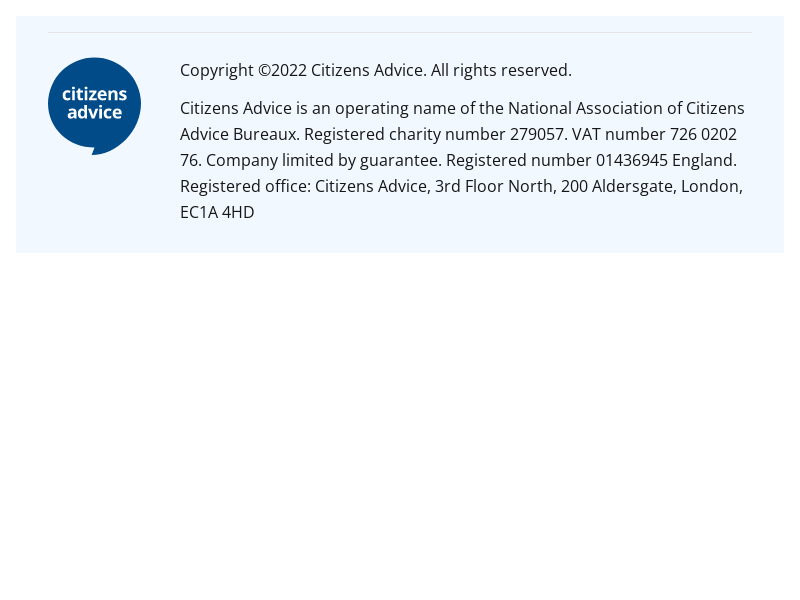 citizens
advice
Copyright ©2022 Citizens Advice. All rights reserved.
Citizens Advice is an operating name of the National Association of Citizens
Advice Bureaux. Registered charity number 279057. VAT number 726 0202
76. Company limited by guarantee. Registered number 01436945 England.
Registered office: Citizens Advice, 3rd Floor North, 200 Aldersgate, London,
EC1A 4HD